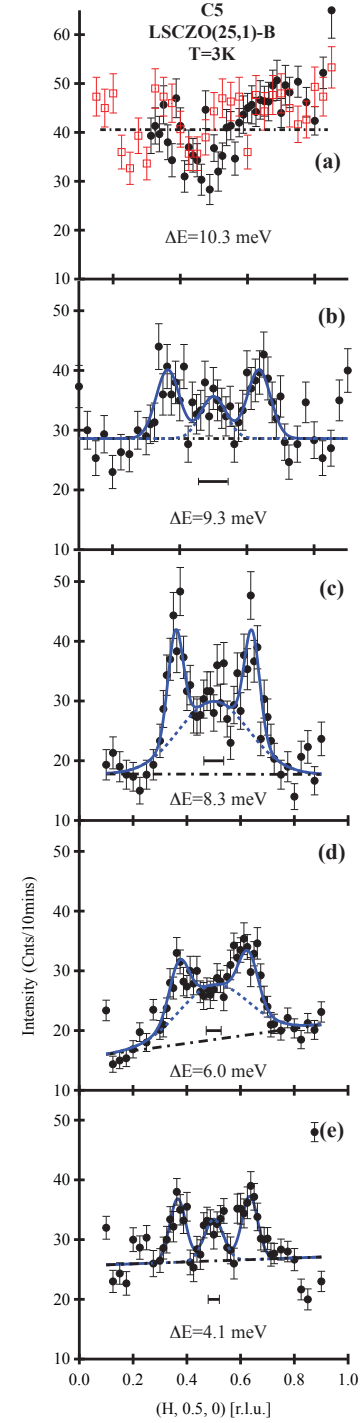 C5
LSCZO(25,1)-B
T=3K
60
50
40
30
20
10
(a)
ΔE=10.3 meV
50
40
30
20
10
(b)
ΔE=9.3 meV
50
40
30
20
10
(c)
ΔE=8.3 meV
50
40
30
20
10
(d)
ΔE=6.0 meV
50
40
30
20
10
(e)
ΔE=4.1 meV
Intensity (Cnts/10mins)
0.0 0.2 0.4 0.6 0.8 1.0
(H, 0.5, 0) [r.l.u.]